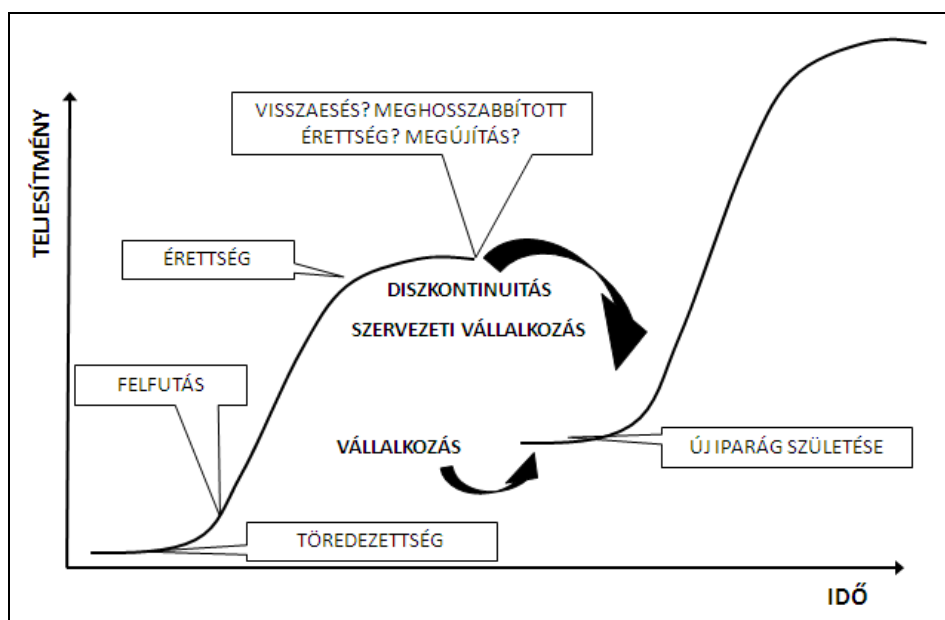 VISSZAESÉS? MEGHOSSZABBÍTOTT
ÉRETTSÉG? MEGÚJÍTÁS?
TELJESÍTMÉNY
ÉRETTSÉG
DISZKONTINUITÁS
SZERVEZETI VÁLLALKOZÁS
FELFUTÁS
VÁLLALKOZÁS
ÚJ IPARÁG SZÜLETÉSE
TÖREDEZETTSÉG
IDŐ